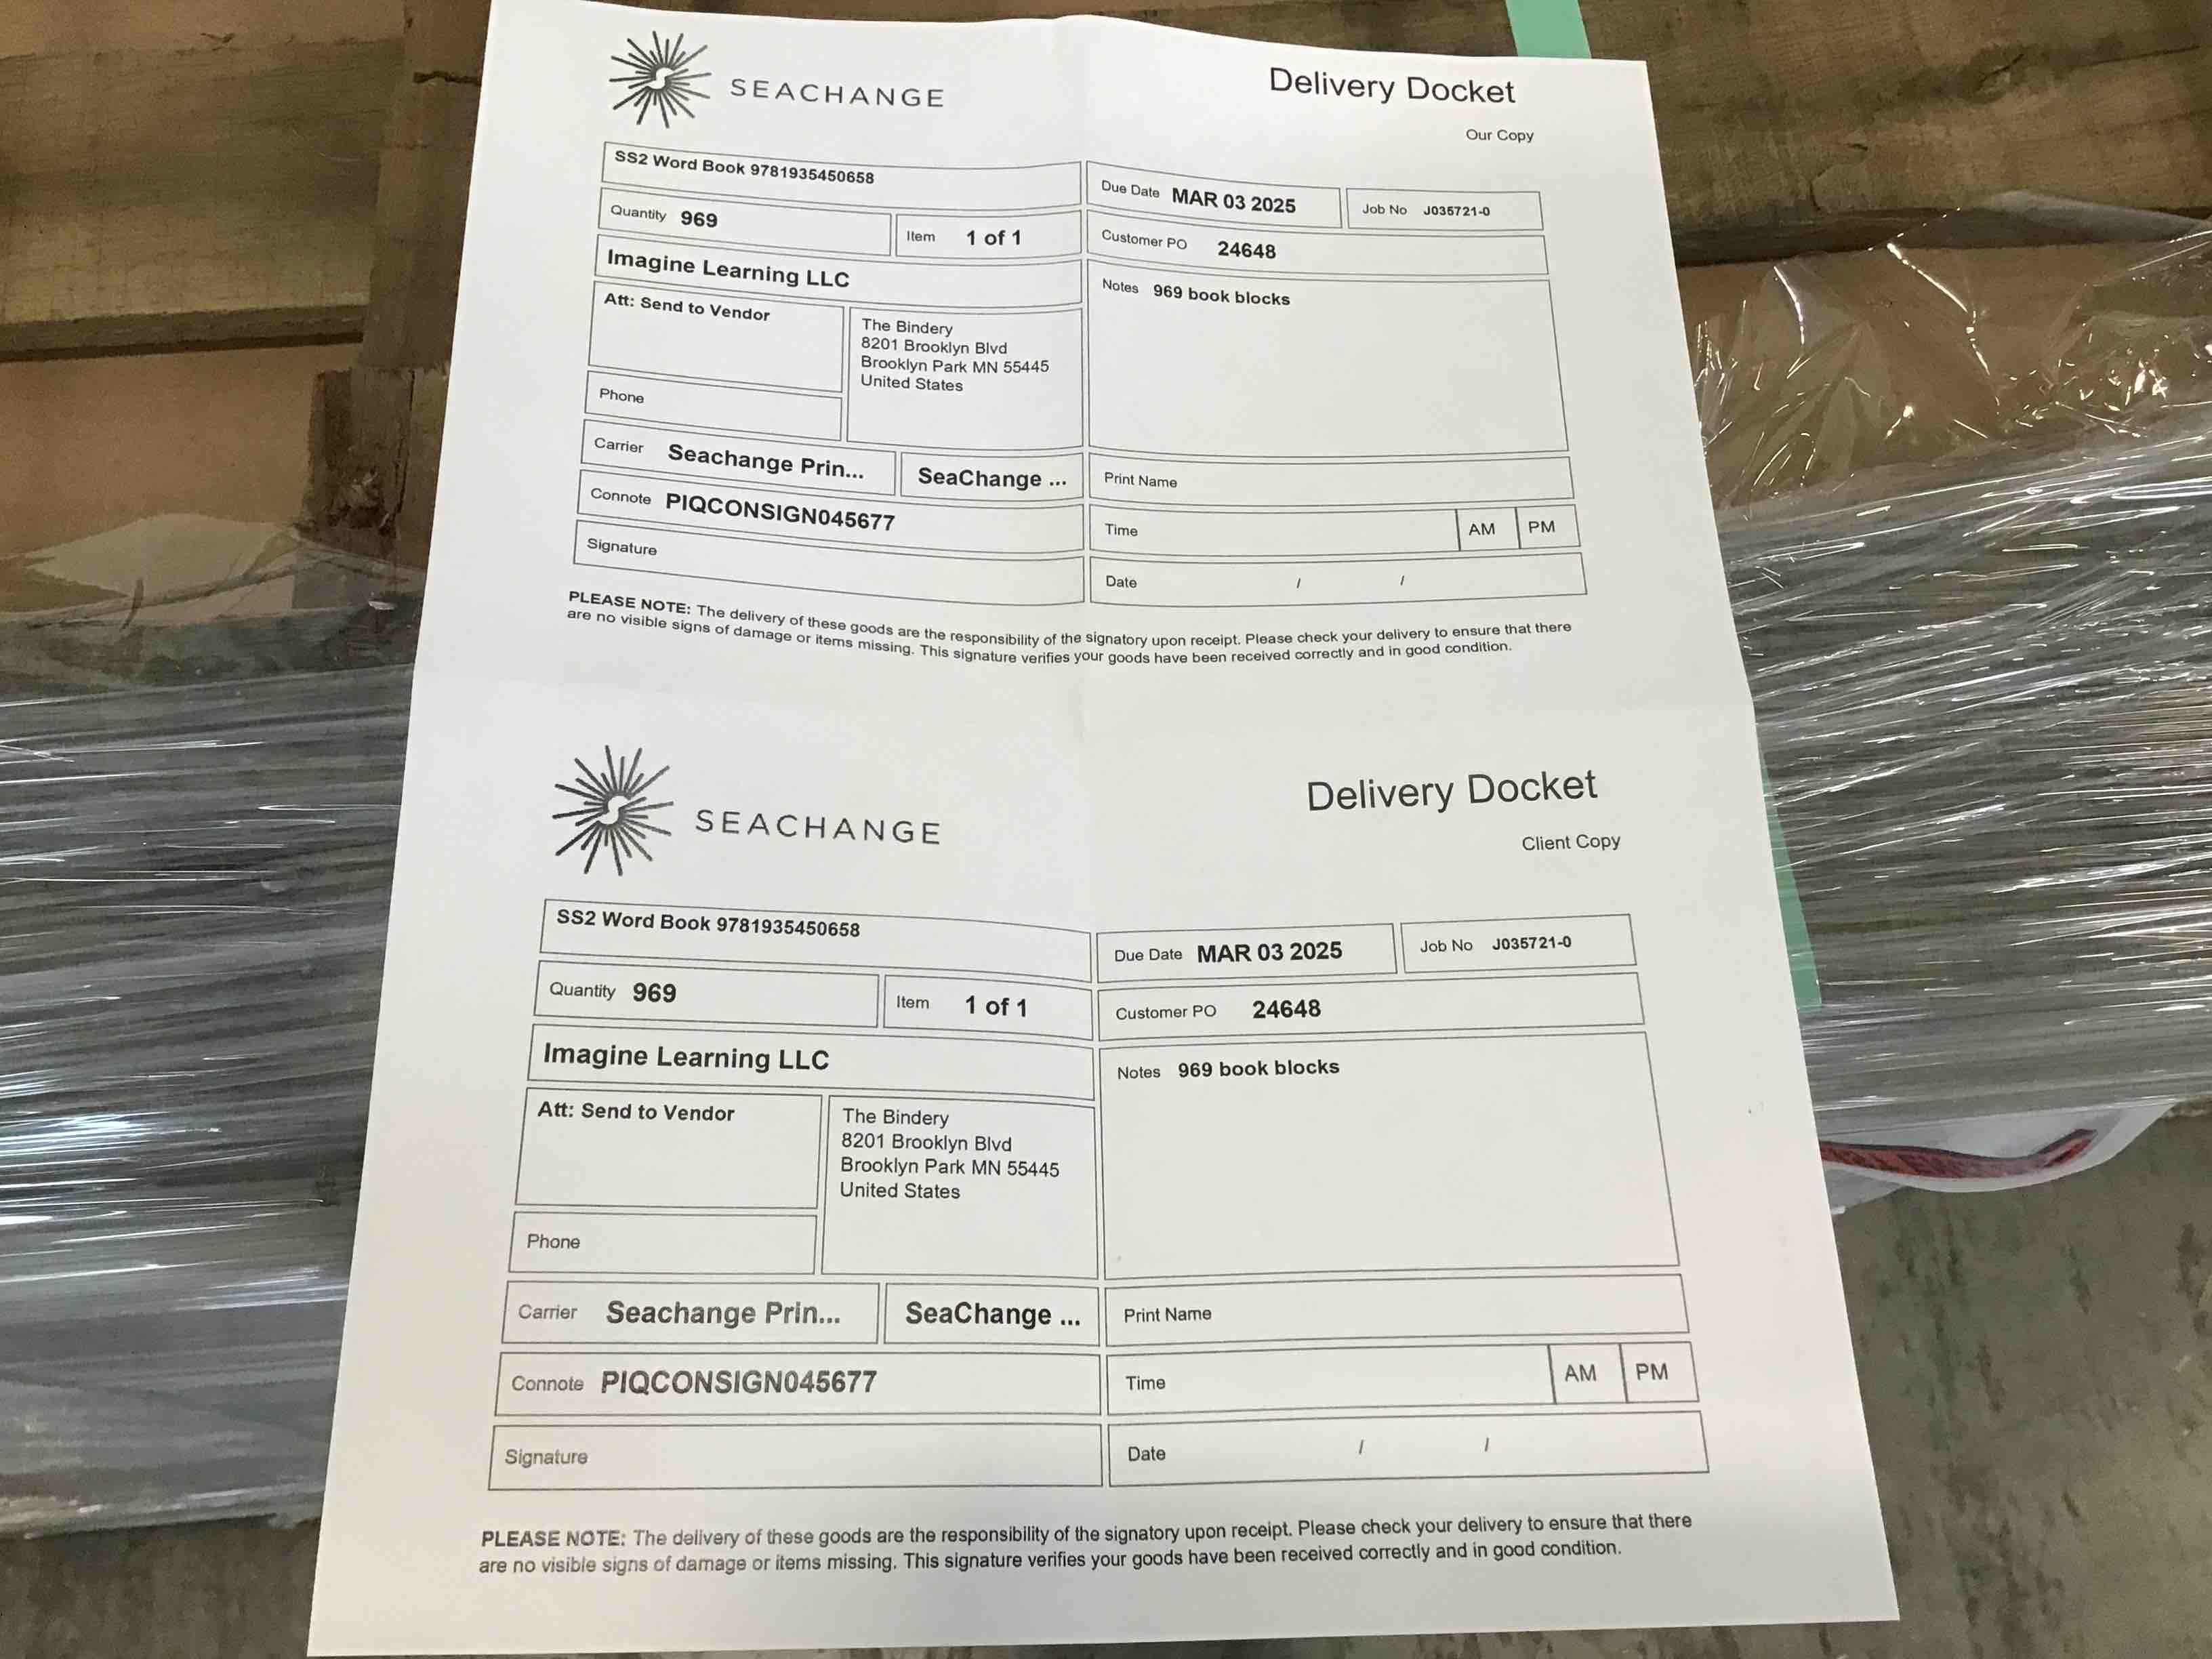 SEACHANGE
Delivery Docket
Our Copy
SS2 Word Book 9781935450658
Due Date MAR 03 2025
Job No J035721-0
Quantity 969
Item 1 of 1
Customer PO 24648
Imagine Learning LLC
Notes 969 book blocks
Att: Send to Vendor
The Bindery
8201 Brooklyn Blvd
Brooklyn Park MN 55445
United States
Phone
Carrier Seachange Prin...
SeaChange ...
Print Name
Connote PIQCONSIGN045677
Time
AM
PM
Signature
Date / /
PLEASE NOTE: The delivery of these goods are the responsibility of the signatory upon receipt. Please check your delivery to ensure that there
are no visible signs of damage or items missing. This signature verifies your goods have been received correctly and in good condition.
SEACHANGE
Delivery Docket
Client Copy
SS2 Word Book 9781935450658
Due Date MAR 03 2025
Job No J035721-0
Quantity 969
Item 1 of 1
Customer PO 24648
Imagine Learning LLC
Notes 969 book blocks
Att: Send to Vendor
The Bindery
8201 Brooklyn Blvd
Brooklyn Park MN 55445
United States
Phone
Carrier Seachange Prin...
SeaChange ...
Print Name
Connote PIQCONSIGN045677
Time
AM
PM
Signature
Date / /
PLEASE NOTE: The delivery of these goods are the responsibility of the signatory upon receipt. Please check your delivery to ensure that there
are no visible signs of damage or items missing. This signature verifies your goods have been received correctly and in good condition.